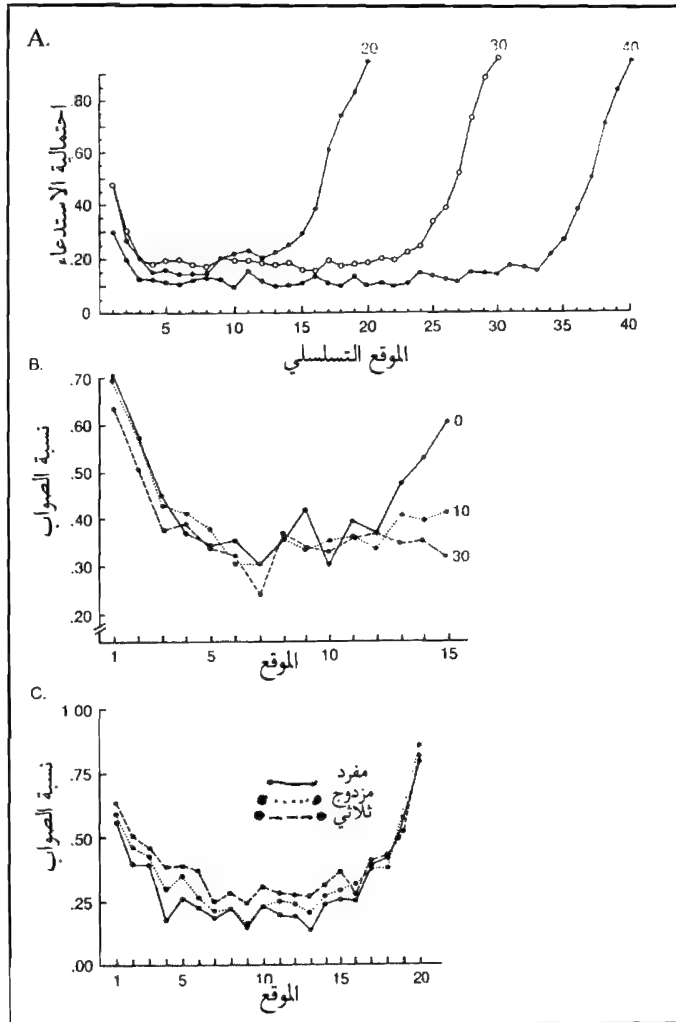 A.
20 30 40
.80
.60
.40
.20
0
احتمالية الاستدعاء
5 10 15 20 25 30 35 40
الموقع التسلسلي
B.
.70
.60
.50
.40
.30
.20
نسبة الصواب
0
10
30
1 5 10 15
الموقع
C.
1 00
.75
.50
.25
.00
نسبة الصواب
مفرد
مزدوج
ثلاثي
1 5 10 15 20
الموقع